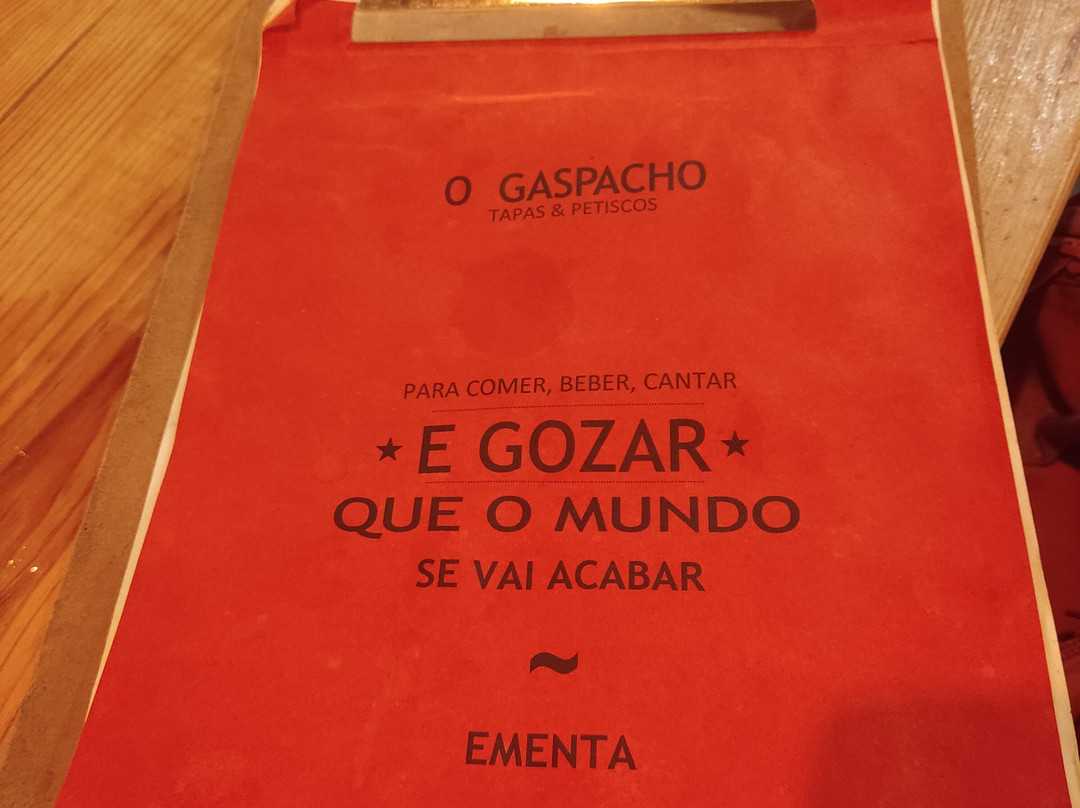 O GASPACHO
TAPAS & PETISCOS
PARA COMER, BEBER, CANTAR
★ E GOZAR ★
QUE O MUNDO
SE VAI ACABAR
~
EMENTA